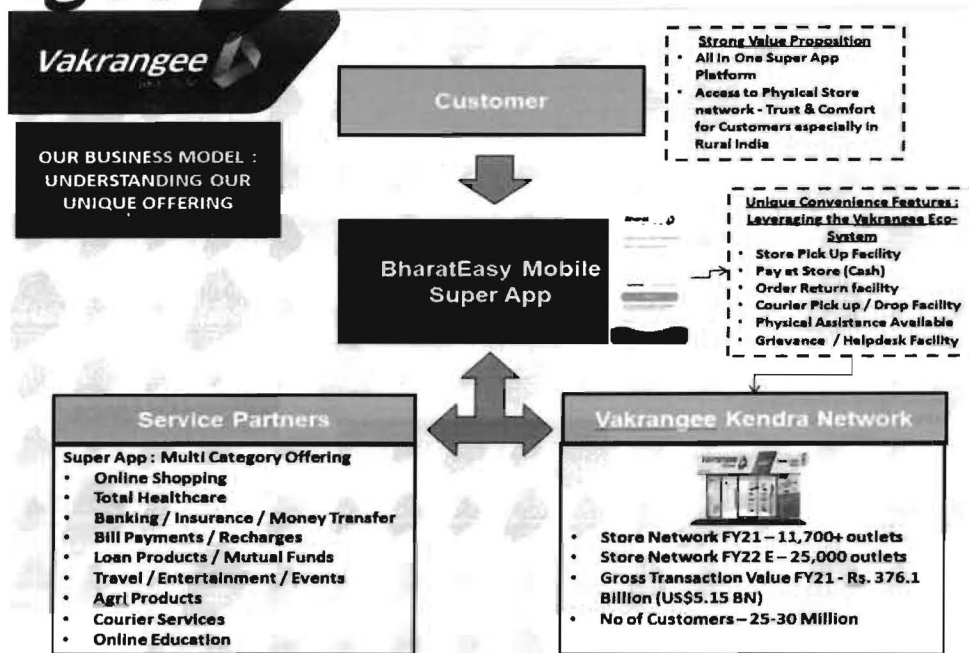 Vakrangee
OUR BUSINESS MODEL :
UNDERSTANDING OUR
UNIQUE OFFERING
Customer
Strong Value Proposition
• All in One Super App
Platform
• Access to Physical Store
network - Trust & Comfort
for Customers especially in
Rural India
BharatEasy Mobile
Super App
Unique Convenience Features :
Leveraging the Vakrangee Eco-
System
• Store Pick Up Facility
• Pay at Store (Cash)
• Order Return facility
• Courier Pick up / Drop Facility
• Physical Assistance Available
• Grievance / Helpdesk Facility
Service Partners
Super App : Multi Category Offering
• Online Shopping
• Total Healthcare
• Banking / Insurance / Money Transfer
• Bill Payments / Recharges
• Loan Products / Mutual Funds
• Travel / Entertainment / Events
• Agri Products
• Courier Services
• Online Education
Vakrangee Kendra Network
• Store Network FY21 – 11,700+ outlets
• Store Network FY22 E – 25,000 outlets
• Gross Transaction Value FY21 - Rs. 376.1
Billion (US$5.15 BN)
• No of Customers – 25-30 Million